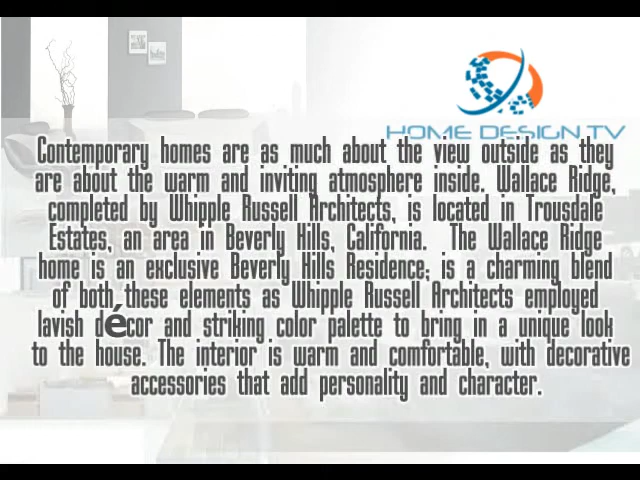 HOME DESIGN TV
Contemporary homes are as much about the view outside as they
are about the warm and inviting atmosphere inside. Wallace Ridge,
completed by Whipple Russell Architects, is located in Trousdale
Estates, an area in Beverly Hills, California. The Wallace Ridge
home is an exclusive Beverly Hills Residence; is a charming blend
of both these elements as Whipple Russell Architects employed
lavish décor and striking color palette to bring in a unique look
to the house. The interior is warm and comfortable, with decorative
accessories that add personality and character.